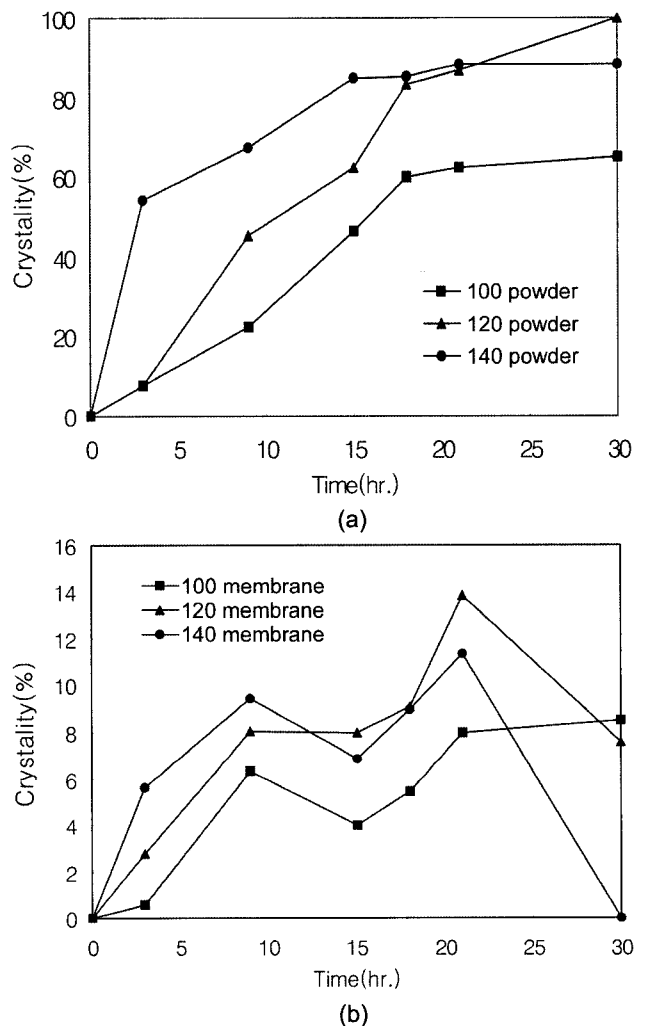 100
80
60
40
20
0
Crystality(%)
100 powder
120 powder
140 powder
0 5 10 15 20 25 30
Time(hr.)
(a)
16
14
12
10
8
6
4
2
0
Crystality(%)
100 membrane
120 membrane
140 membrane
0 5 10 15 20 25 30
Time(hr.)
(b)